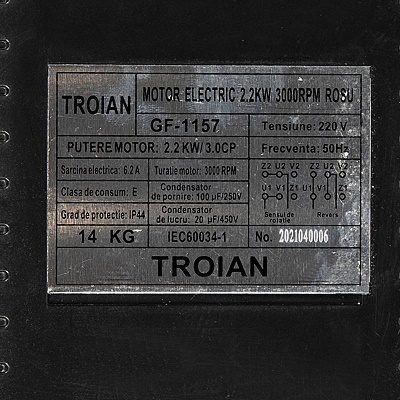 TROIAN
MOTOR ELECTRIC 2.2KW 3000RPM ROSU
GF-1157
Tensiune: 220 V
PUTERE MOTOR: 2.2 KW/ 3.0CP
Frecventa: 50Hz
Sarcina electrica: 6.2 A
Turatie motor: 3000 RPM
Z2 U2 V2
Z2 U2 V2
Clasa de consum: E
Condensator
de pornire: 100 µF/250V
U1 V1 Z1
U1 V1 Z1
Grad de protectie: IP44
Condensator
de lucru: 20 µF/450V
Sensul de
rotatie
Revers
14 KG
IEC60034-1
No. 2021040006
TROIAN